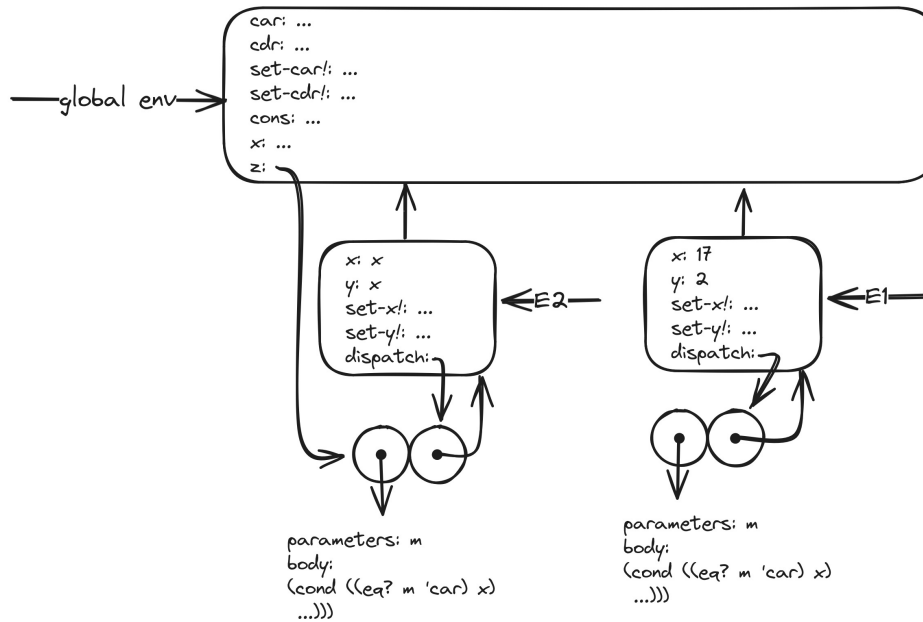 car: ...
cdr: ...
set-car!: ...
set-cdr!: ...
cons: ...
x: ...
z:
global env
x: x
y: x
set-x!: ...
set-y!: ...
dispatch:
E2
x: 17
y: 2
set-x!: ...
set-y!: ...
dispatch:
E1
parameters: m
body:
(cond ((eq? m 'car) x)
...)))
parameters: m
body:
(cond ((eq? m 'car) x)
...)))